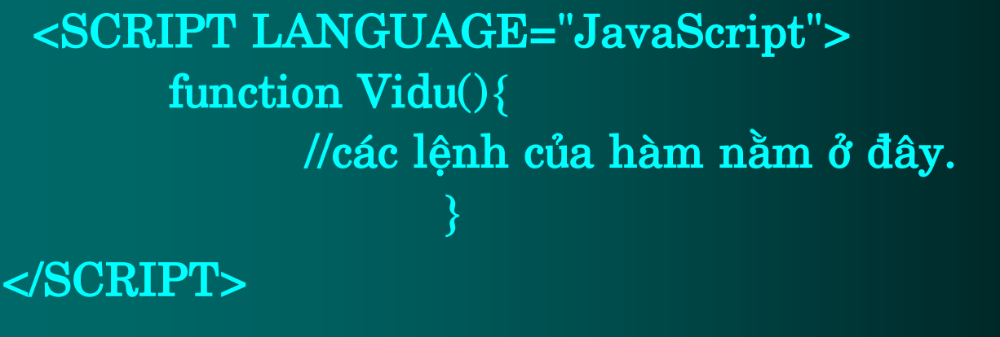 <SCRIPT LANGUAGE="JavaScript">
function Vidu(){
//các lệnh của hàm nằm ở đây.
}
</SCRIPT>